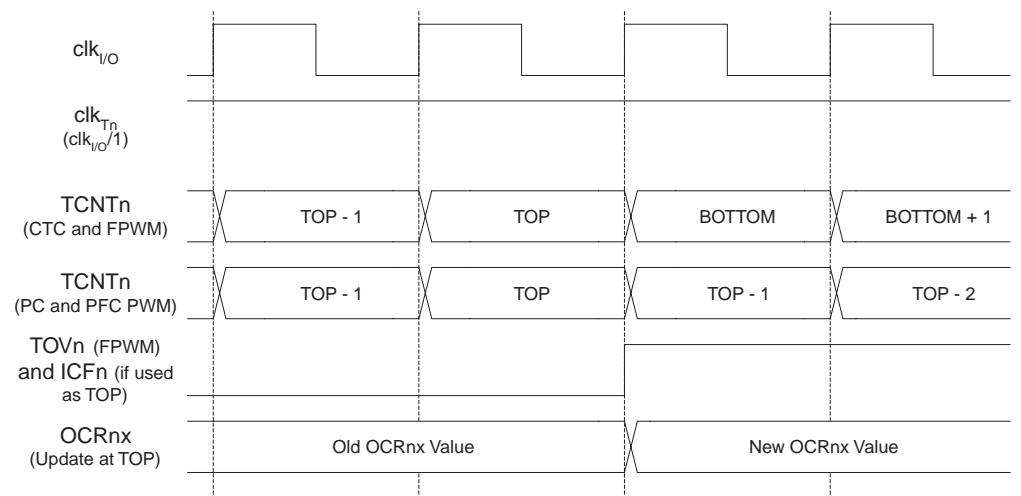 clkI/O
clkTn
(clkI/O/1)
TCNTn
(CTC and FPWM)
TOP - 1
TOP
BOTTOM
BOTTOM + 1
TCNTn
(PC and PFC PWM)
TOP - 1
TOP
TOP - 1
TOP - 2
TOVn (FPWM)
and ICFn (if used
as TOP)
OCRnx
(Update at TOP)
Old OCRnx Value
New OCRnx Value